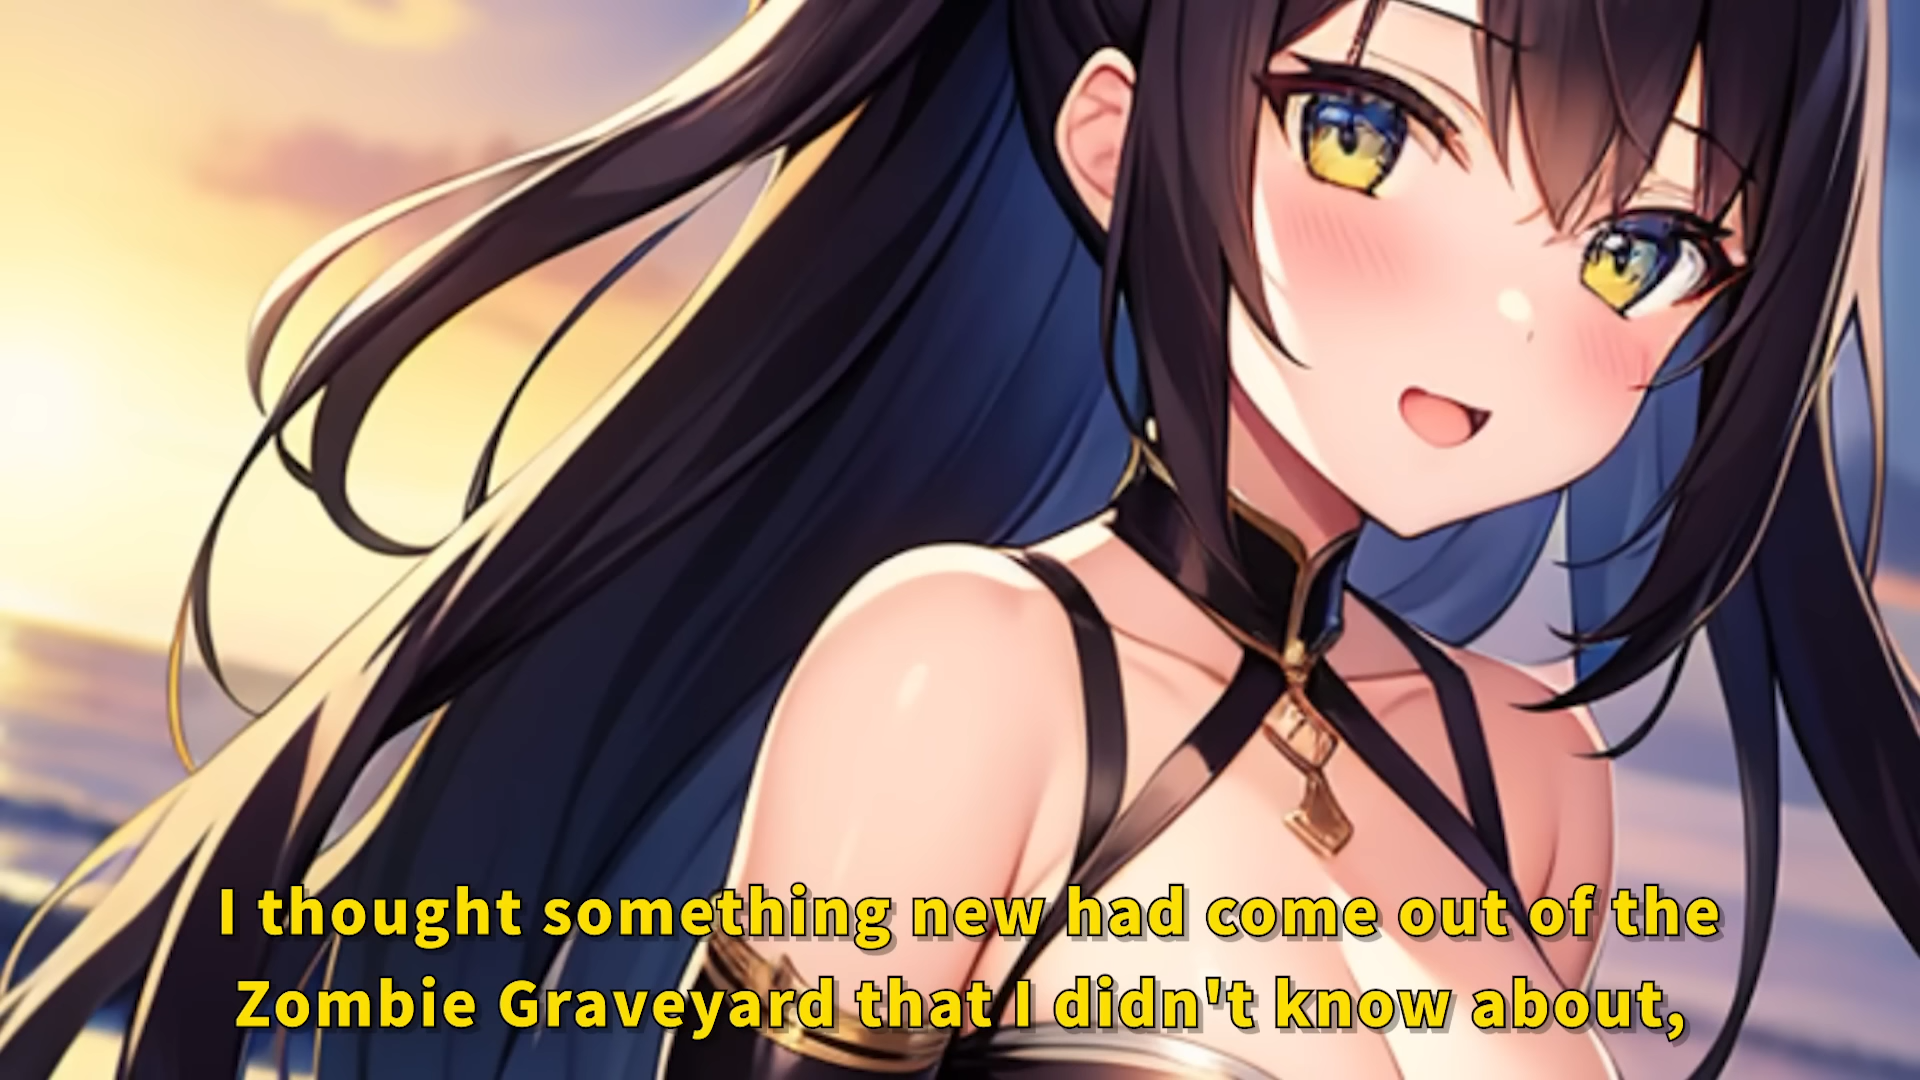 I thought something new had come out of the
Zombie Graveyard that I didn't know about,